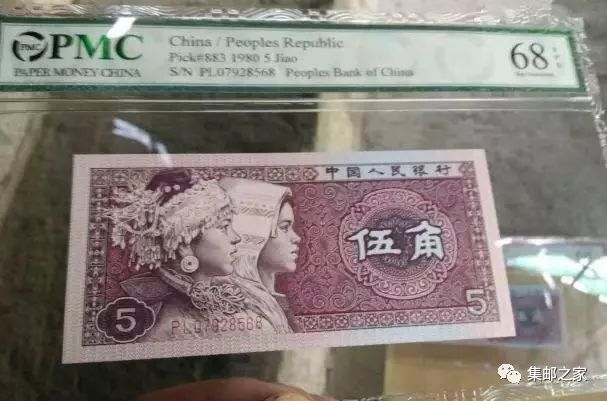 PMC
PMC
PAPER MONEY CHINA
China / Peoples Republic
Pick#883 1980 5 Jiao
S/N PL07928568 Peoples Bank of China
68
中国人民银行
伍角
5
PL07928568
5
集邮之家